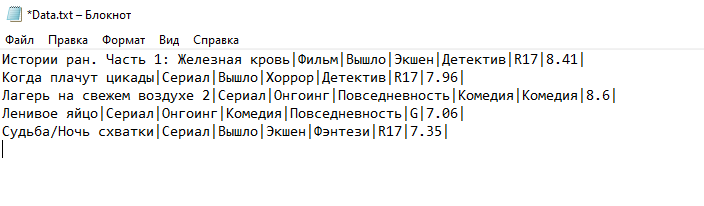 *Data.txt – Блокнот
Файл Правка Формат Вид Справка
Истории ран. Часть 1: Железная кровь|Фильм|Вышло|Экшен|Детектив|R17|8.41|
Когда плачут цикады|Сериал|Вышло|Хоррор|Детектив|R17|7.96|
Лагерь на свежем воздухе 2|Сериал|Онгоинг|Повседневность|Комедия|Комедия|8.6|
Ленивое яйцо|Сериал|Онгоинг|Комедия|Повседневность|G|7.06|
Судьба/Ночь схватки|Сериал|Вышло|Экшен|Фэнтези|R17|7.35|